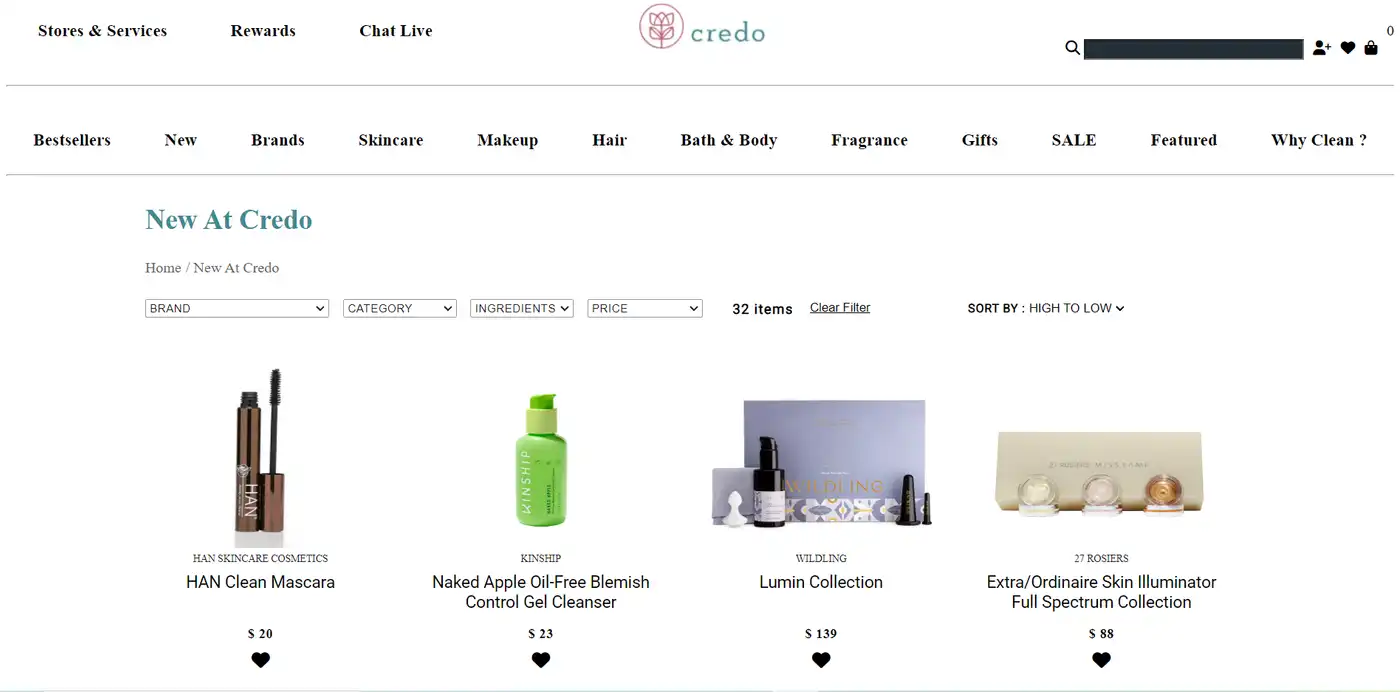 Stores & Services Rewards Chat Live
credo
0
Bestsellers New Brands Skincare Makeup Hair Bath & Body Fragrance Gifts SALE Featured Why Clean ?
New At Credo
Home / New At Credo
BRAND CATEGORY INGREDIENTS PRICE 32 items Clear Filter SORT BY : HIGH TO LOW
HAN
KINSHIP
NAKED APPLE
WILDLING
HAN SKINCARE COSMETICS
HAN Clean Mascara
$ 20
KINSHIP
Naked Apple Oil-Free Blemish
Control Gel Cleanser
$ 23
WILDLING
Lumin Collection
$ 139
27 ROSIERS
Extra/Ordinaire Skin Illuminator
Full Spectrum Collection
$ 88